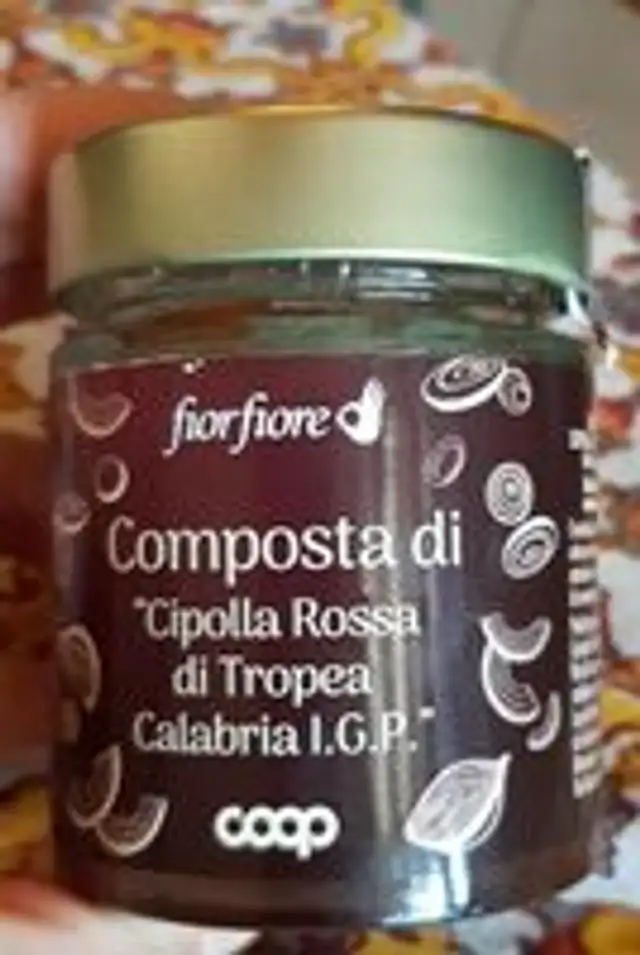 fiorfiore
Composta di
"Cipolla Rossa
di Tropea
Calabria I.G.P."
coop